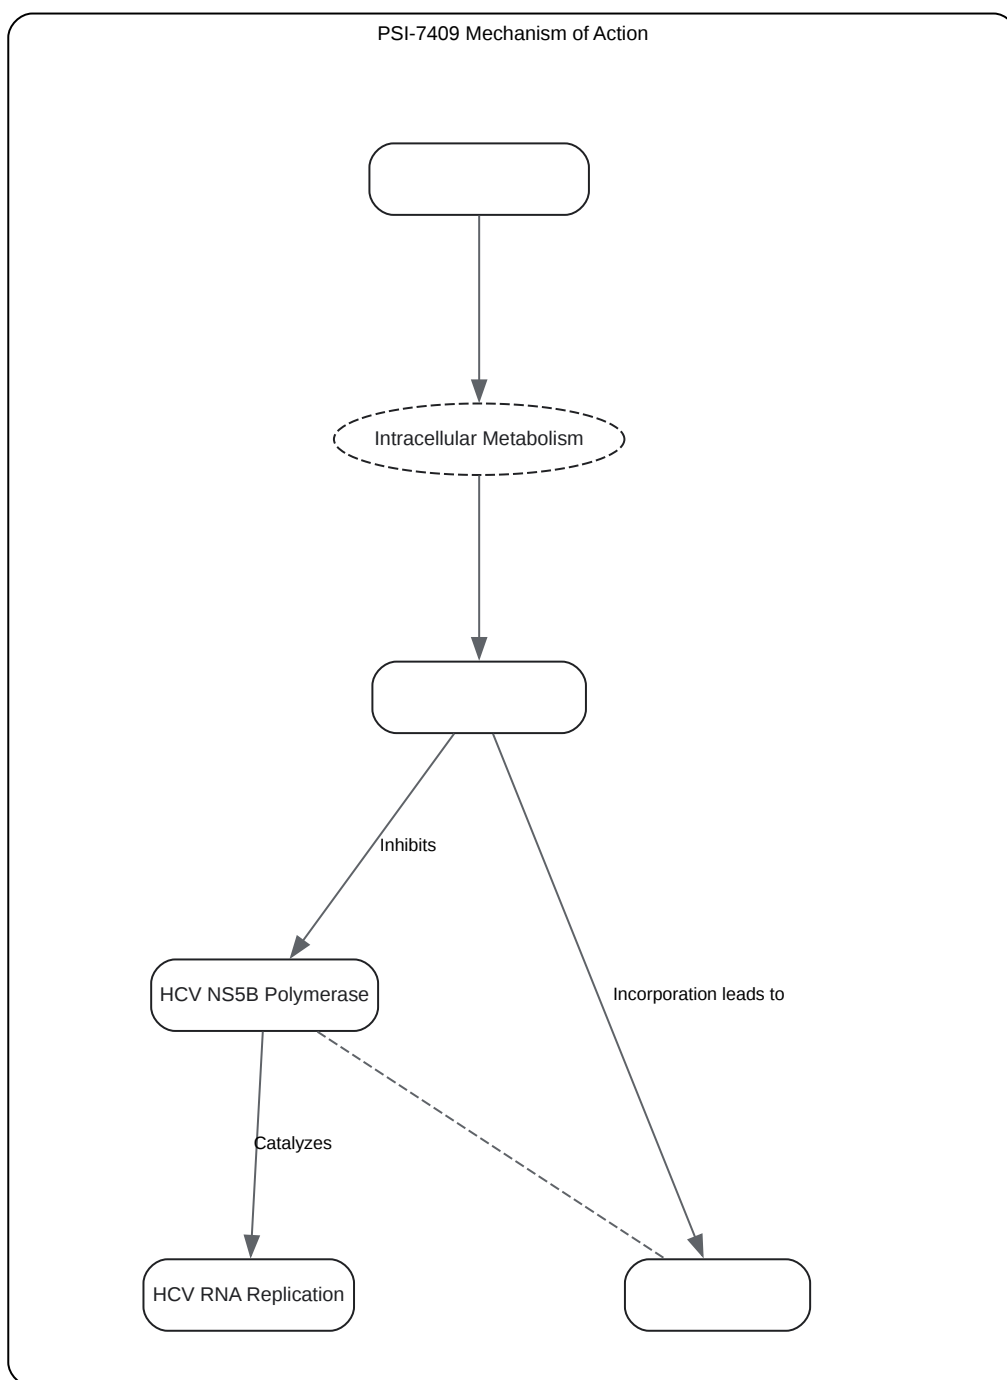 PSI-7409 Mechanism of Action
Intracellular Metabolism
Inhibits
HCV NS5B Polymerase
Incorporation leads to
Catalyzes
HCV RNA Replication